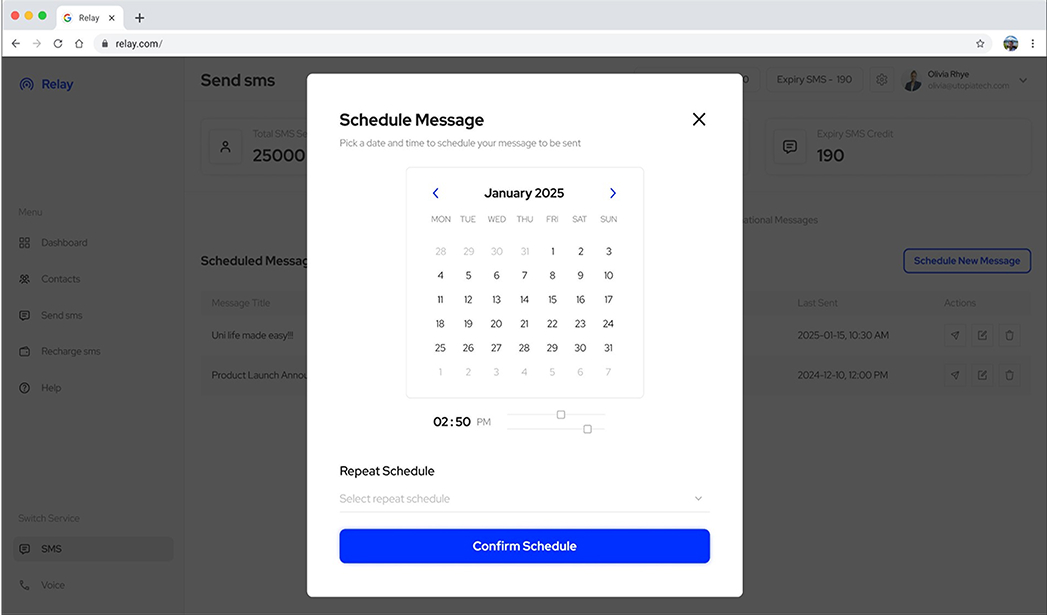 Relay
relay.com/
Relay
Send sms
0
Expiry SMS - 190
Olivia Rhye
olivia@utopiatech.com
Total SMS Se
25000
Expiry SMS Credit
190
Schedule Message
Pick a date and time to schedule your message to be sent
January 2025
MON TUE WED THU FRI SAT SUN
28 29 30 31 1 2 3
4 5 6 7 8 9 10
11 12 13 14 15 16 17
18 19 20 21 22 23 24
25 26 27 28 29 30 31
1 2 3 4 5 6 7
02:50 PM
Repeat Schedule
Select repeat schedule
Confirm Schedule
Menu
Dashboard
Contacts
Send sms
Recharge sms
Help
Switch Service
SMS
Voice
ational Messages
Scheduled Messag
Schedule New Message
Message Title Last Sent Actions
Uni life made easy!!! 2025-01-15, 10:30 AM
Product Launch Annou 2024-12-10, 12:00 PM